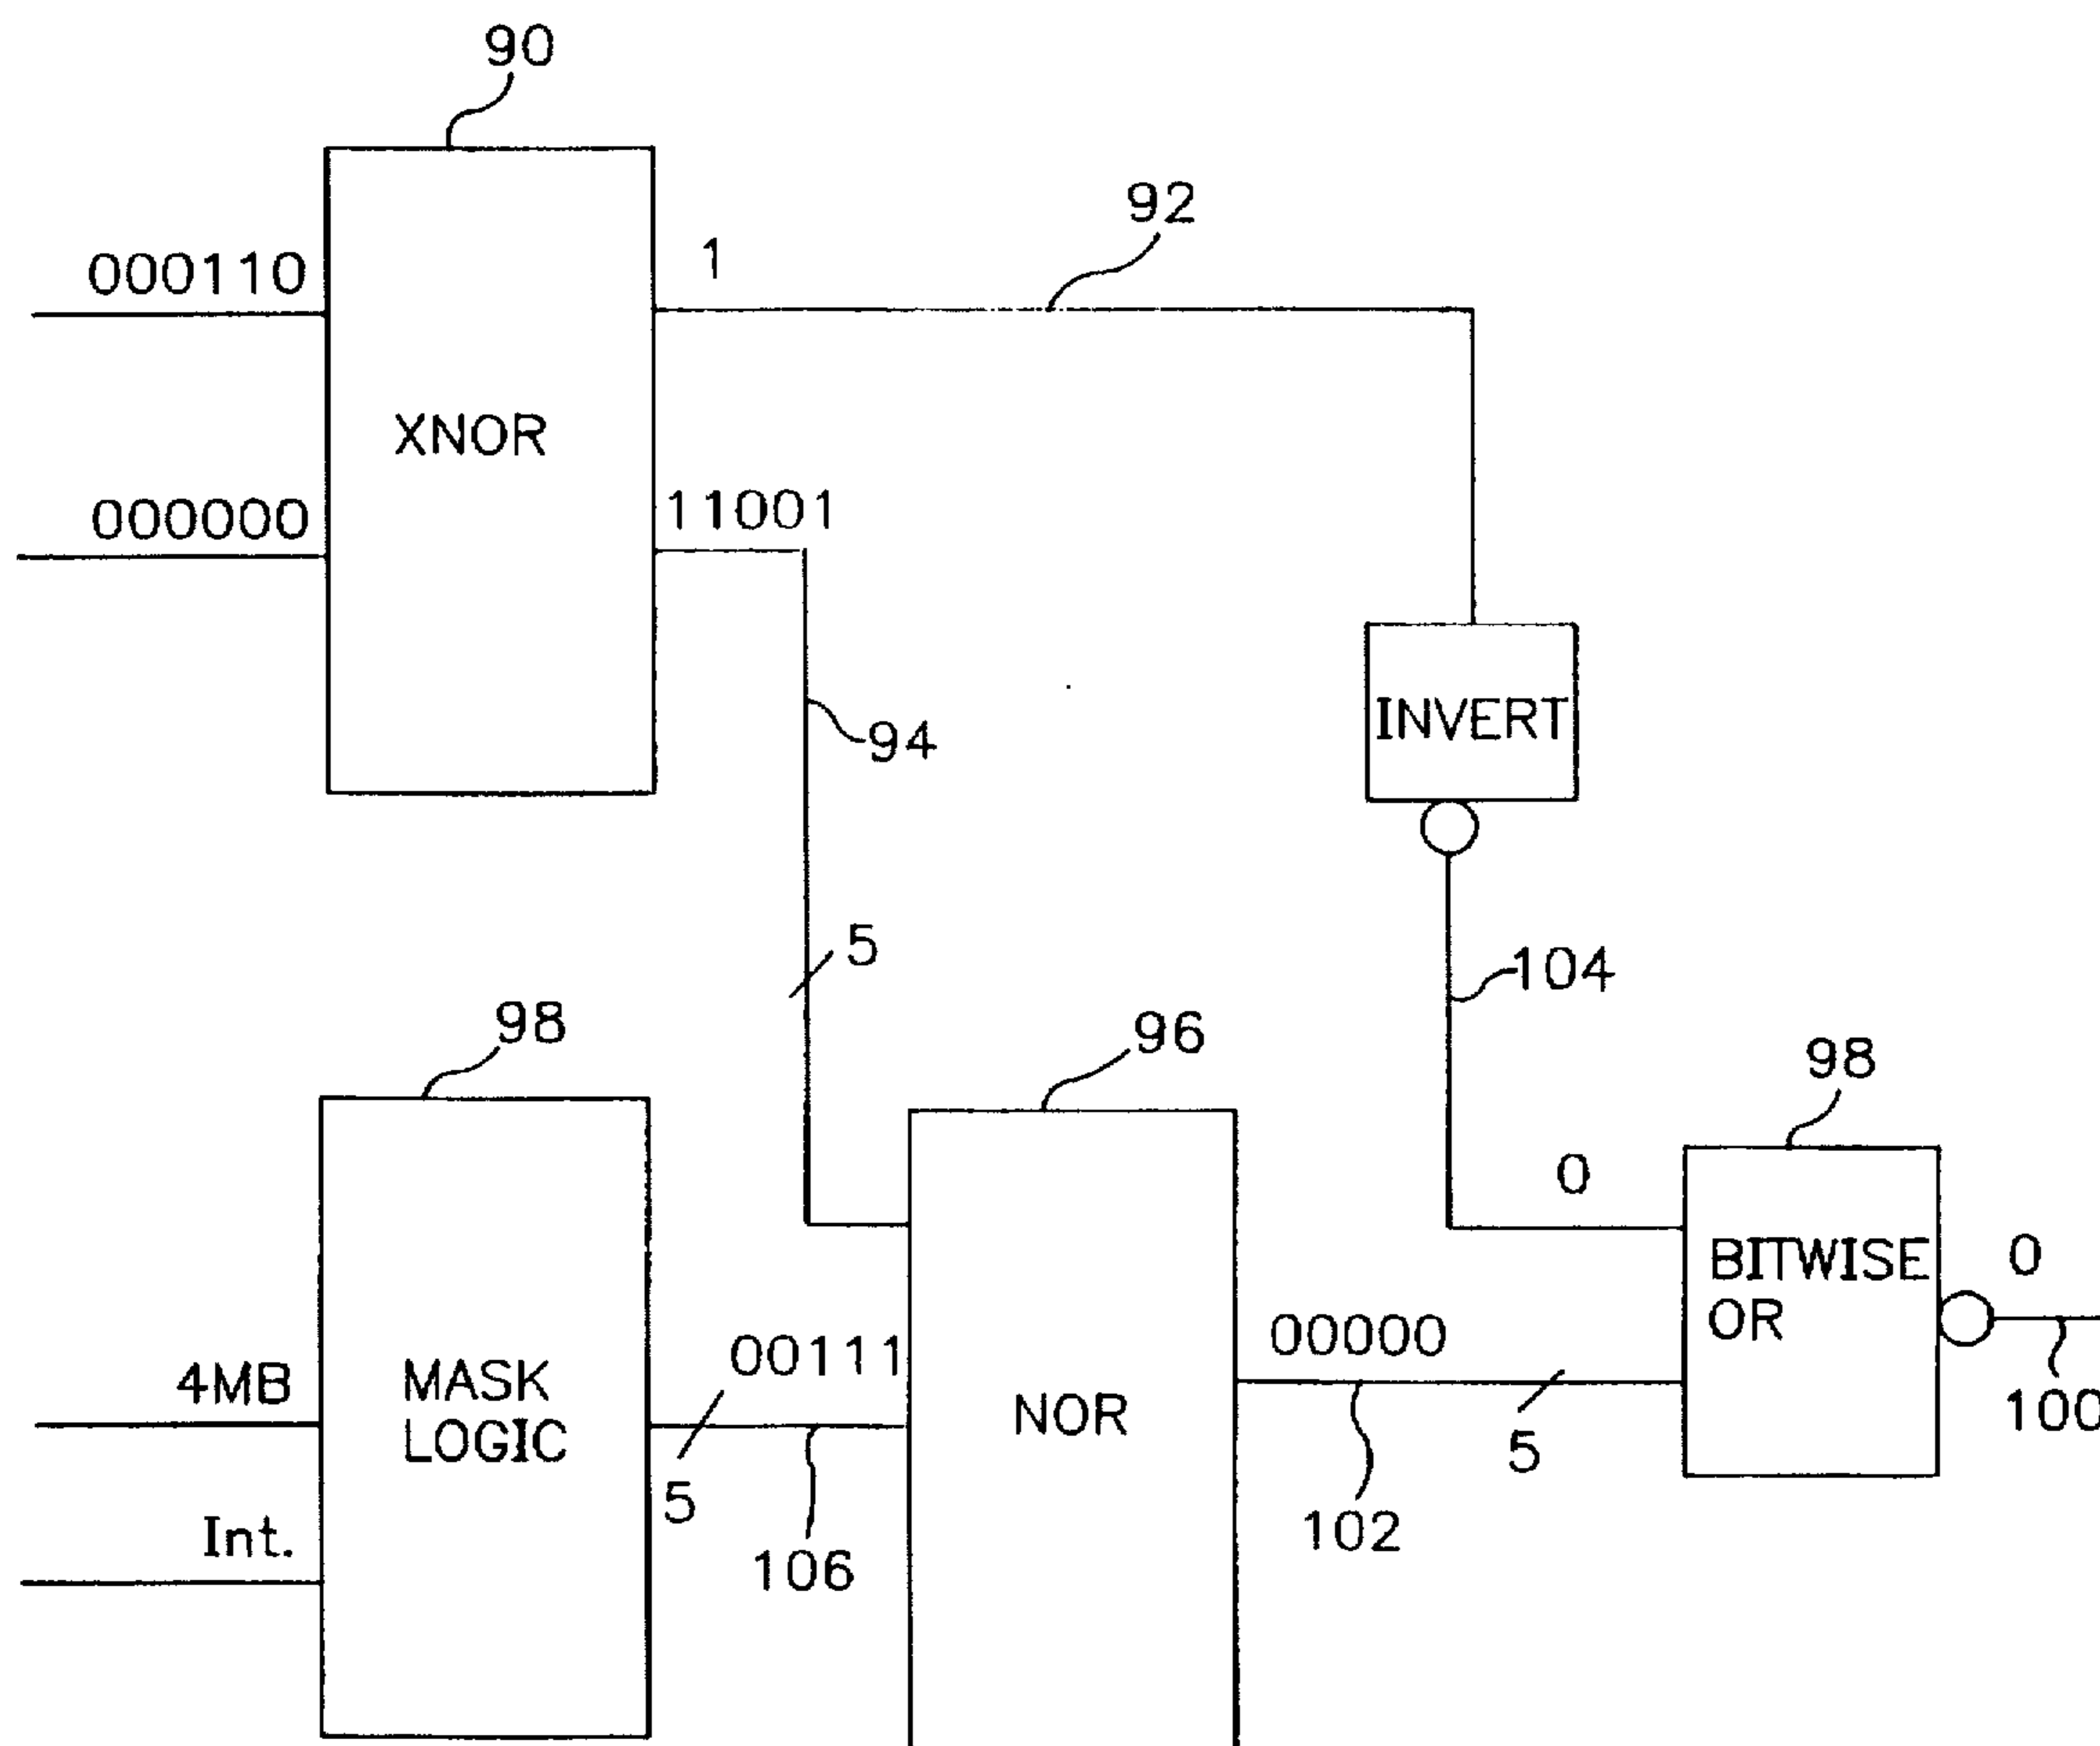 90
92
000110
1
XNOR
000000
11001
INVERT
94
5
104
98
96
98
0
BITWISE
OR
0
00111
00000
4MB
MASK
LOGIC
NOR
100
5
5
Int.
106
102